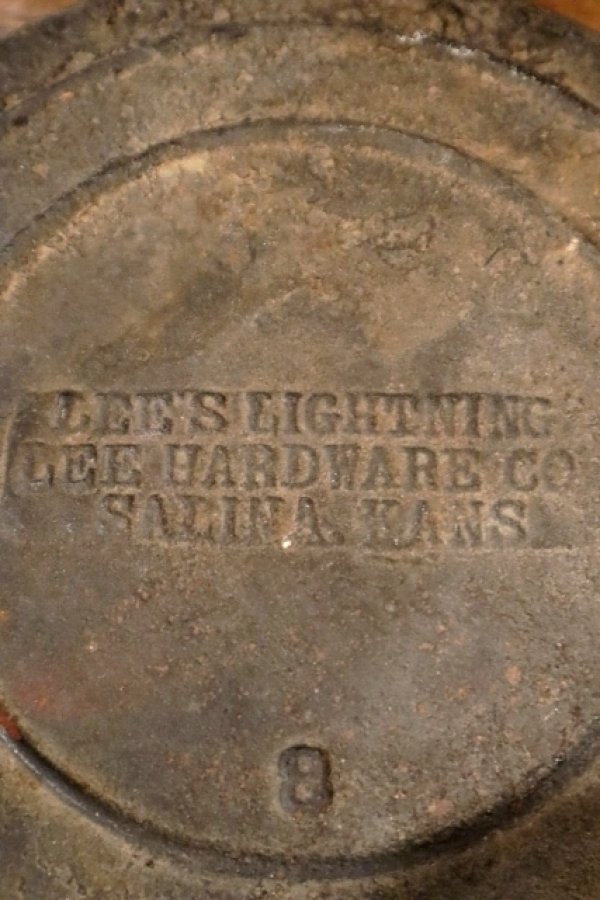 LEE'S LIGHTNING
LEE HARDWARE CO
SALINA. KANS
8